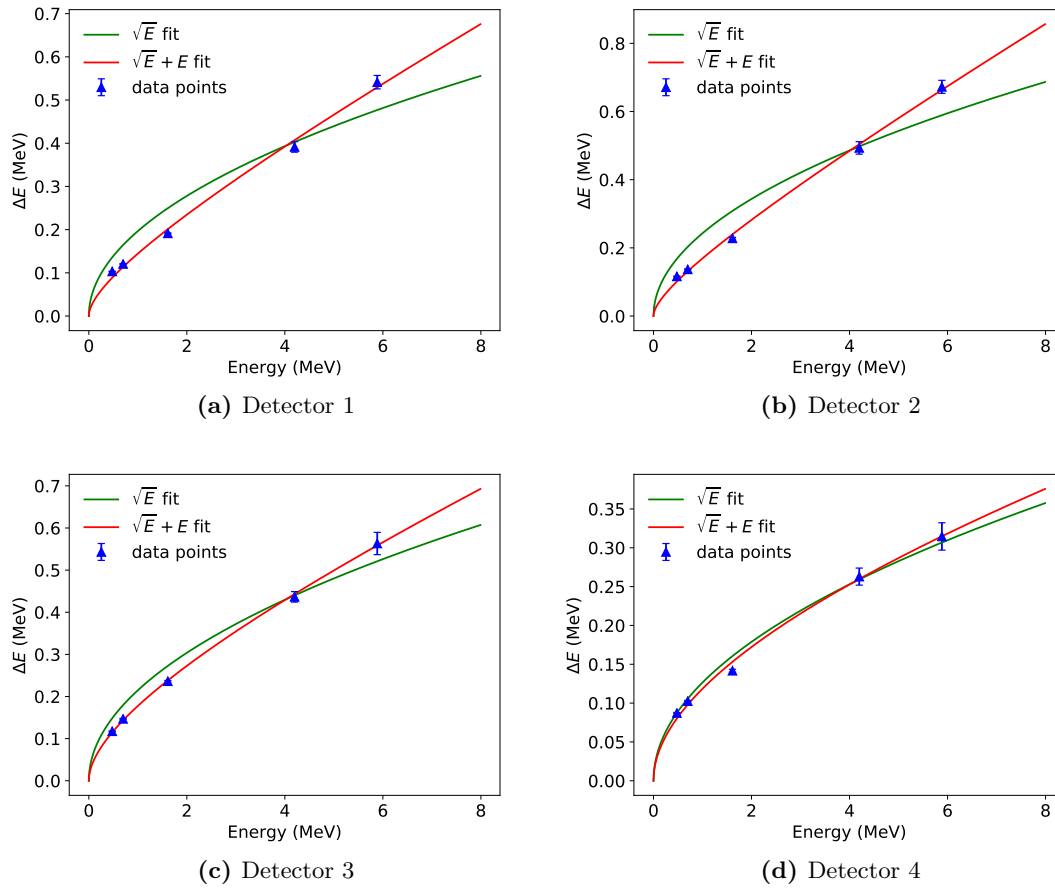 0.7
0.6
0.5
0.4
0.3
0.2
0.1
0.0
ΔE (MeV)
√E fit
√E + E fit
data points
0 2 4 6 8
Energy (MeV)
(a) Detector 1
0.8
0.6
0.4
0.2
0.0
ΔE (MeV)
√E fit
√E + E fit
data points
0 2 4 6 8
Energy (MeV)
(b) Detector 2
0.7
0.6
0.5
0.4
0.3
0.2
0.1
0.0
ΔE (MeV)
√E fit
√E + E fit
data points
0 2 4 6 8
Energy (MeV)
(c) Detector 3
0.35
0.30
0.25
0.20
0.15
0.10
0.05
0.00
ΔE (MeV)
√E fit
√E + E fit
data points
0 2 4 6 8
Energy (MeV)
(d) Detector 4